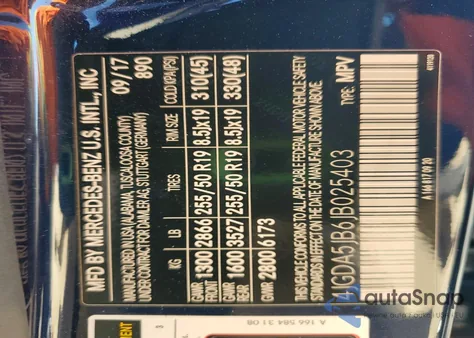 MFD BY MERCEDES-BENZ U.S. INTL., INC
MANUFACTURED IN USA/ALABAMA, TUSCALOOSA COUNTY 09/17
UNDER CONTRACT FOR DAIMLER AG, STUTTGART (GERMANY) 890
KG LB TIRES RIM SIZE COLD KPA(PSI)
GAWR FRONT 1300 2866 255/50 R19 8.5Jx19 310(45)
GAWR REAR 1600 3527 255/50 R19 8.5Jx19 330(48)
GVWR 2800 6173
THIS VEHICLE CONFORMS TO ALL APPLICABLE FEDERAL MOTOR VEHICLE SAFETY
STANDARDS IN EFFECT ON THE DATE OF MANUFACTURE SHOWN ABOVE.
4JGDA5JB6JB025403 TYPE: MPV
A 166 817 09 20
A 166 584 31 08
autoSnap